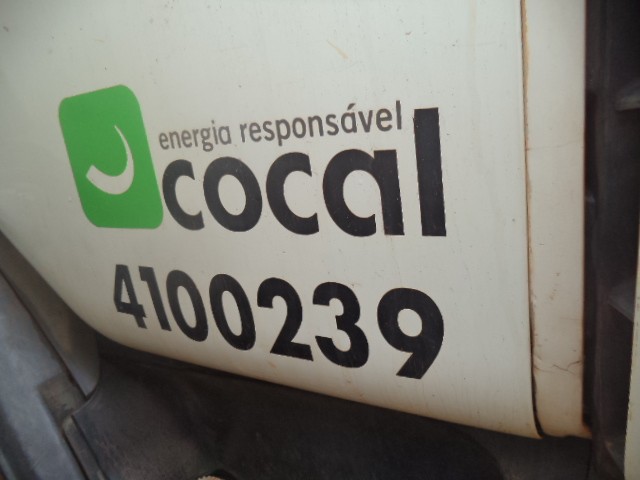 energia responsável
cocal
4100239